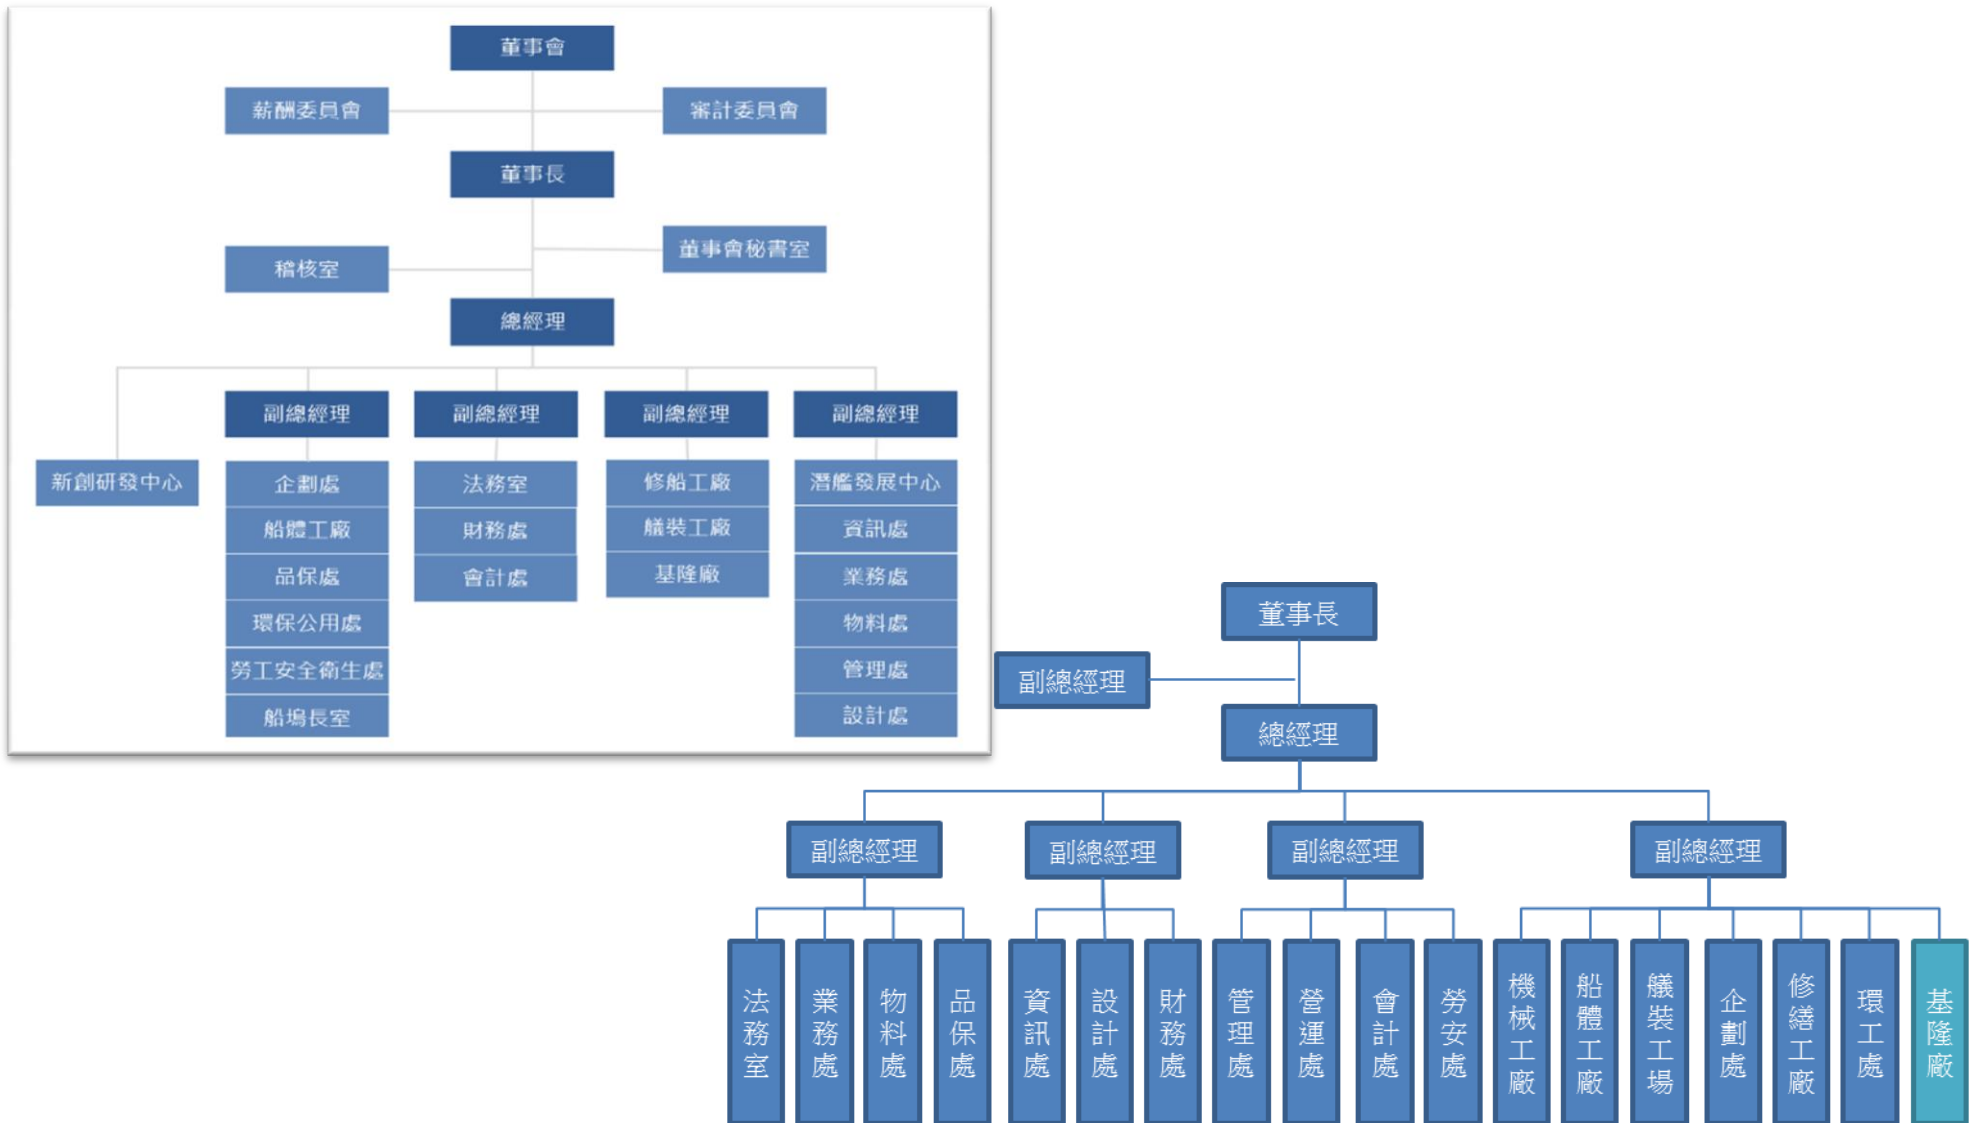 董事會
薪酬委員會
審計委員會
董事長
董事會秘書室
稽核室
總經理
副總經理
副總經理
副總經理
副總經理
新創研發中心
企劃處
船體工廠
品保處
環保公用處
勞工安全衛生處
船塢長室
法務室
財務處
會計處
修船工廠
艤裝工廠
基隆廠
潛艦發展中心
資訊處
業務處
物料處
管理處
設計處
董事長
副總經理
總經理
副總經理
副總經理
副總經理
副總經理
法務室
業務處
物料處
品保處
資訊處
設計處
財務處
管理處
營運處
會計處
勞安處
機械工廠
船體工廠
艤裝工場
企劃處
修繕工廠
環工處
基隆廠